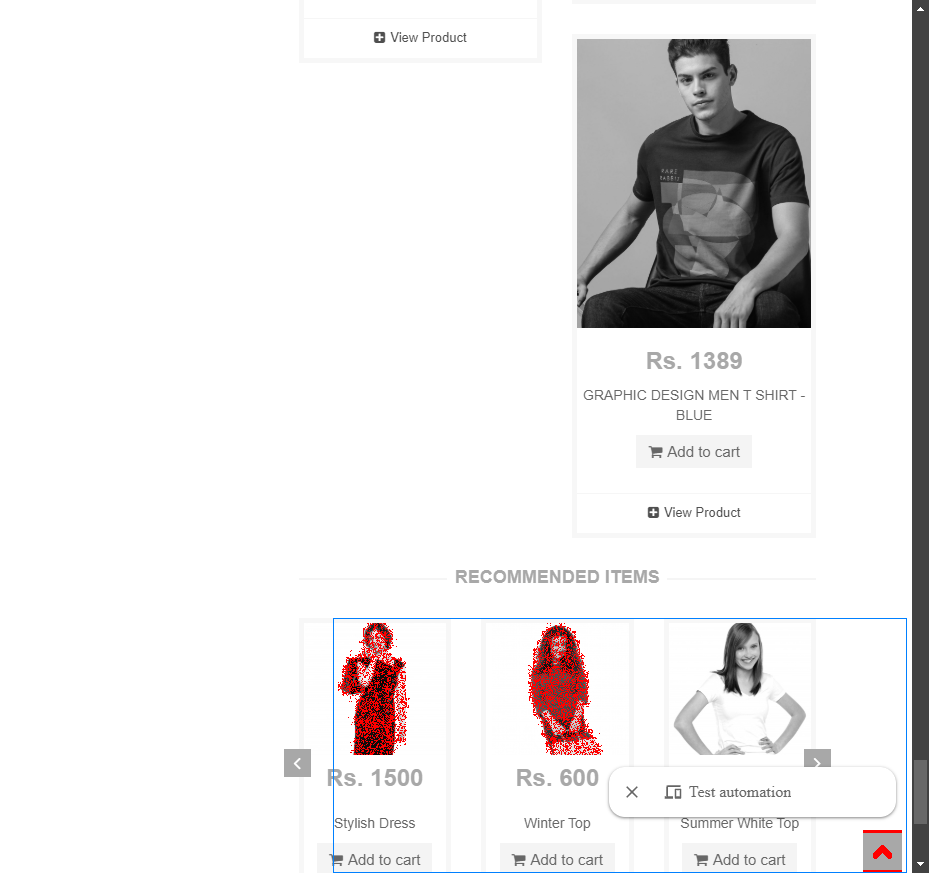 View Product
Rs. 1389
GRAPHIC DESIGN MEN T SHIRT -
BLUE
Add to cart
View Product
RECOMMENDED ITEMS
Rs. 1500
Stylish Dress
Add to cart
Rs. 600
Winter Top
Add to cart
Test automation
Summer White Top
Add to cart